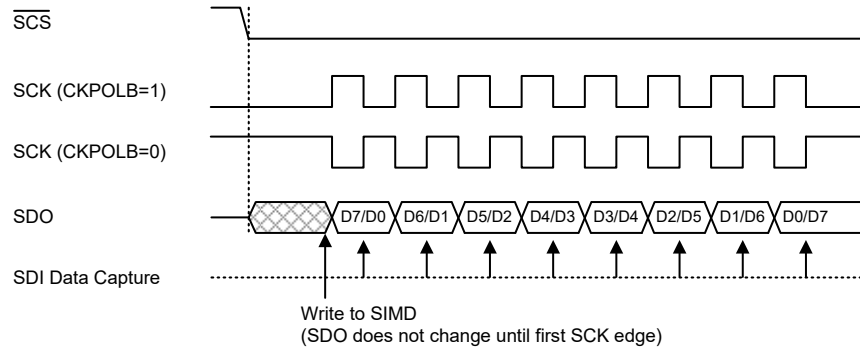 SCS
SCK (CKPOLB=1)
SCK (CKPOLB=0)
SDO D7/D0 D6/D1 D5/D2 D4/D3 D3/D4 D2/D5 D1/D6 D0/D7
SDI Data Capture
Write to SIMD
(SDO does not change until first SCK edge)